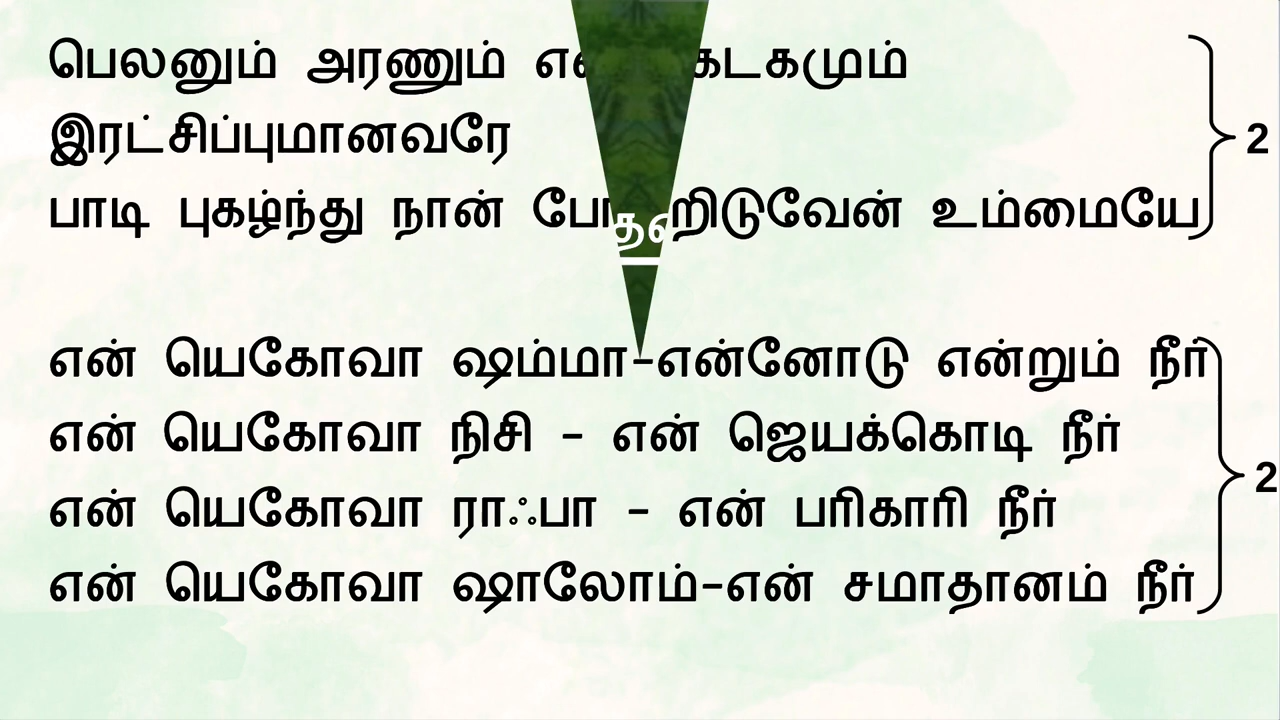 பெலனும் அரணும் கடகமும்
இரட்சிப்புமானவரே
பாடி புகழ்ந்து நான் உம்மையே
2
என் யெகோவா ஷம்மா-என்னோடு என்றும் நீர்
என் யெகோவா நிசி - என் ஜெயக்கொடி நீர்
என் யெகோவா ராஃபா - என் பரிகாரி நீர்
என் யெகோவா ஷாலோம்-என் சமாதானம் நீர்
2